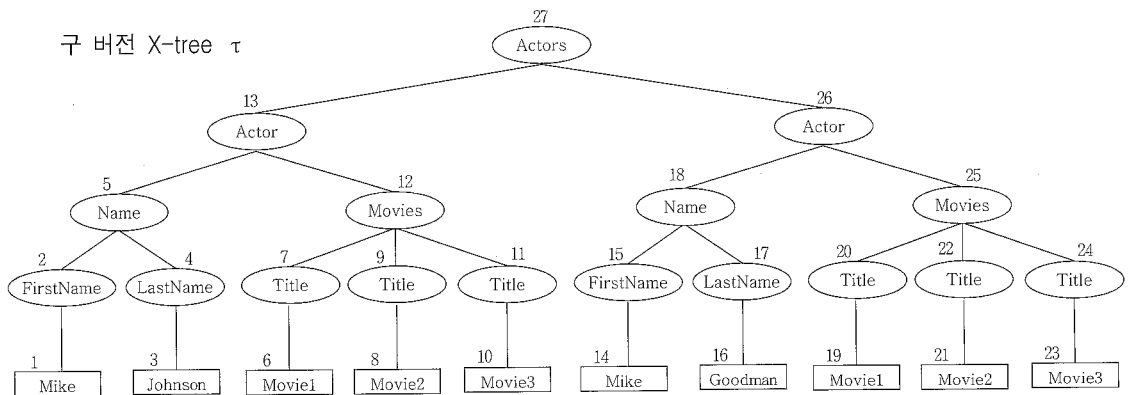 27
구 버전 X-tree τ
Actors
13 26
Actor Actor
5 12 18 25
Name Movies Name Movies
2 4 7 9 11 15 17 20 22 24
FirstName LastName Title Title Title FirstName LastName Title Title Title
1 3 6 8 10 14 16 19 21 23
Mike Johnson Movie1 Movie2 Movie3 Mike Goodman Movie1 Movie2 Movie3